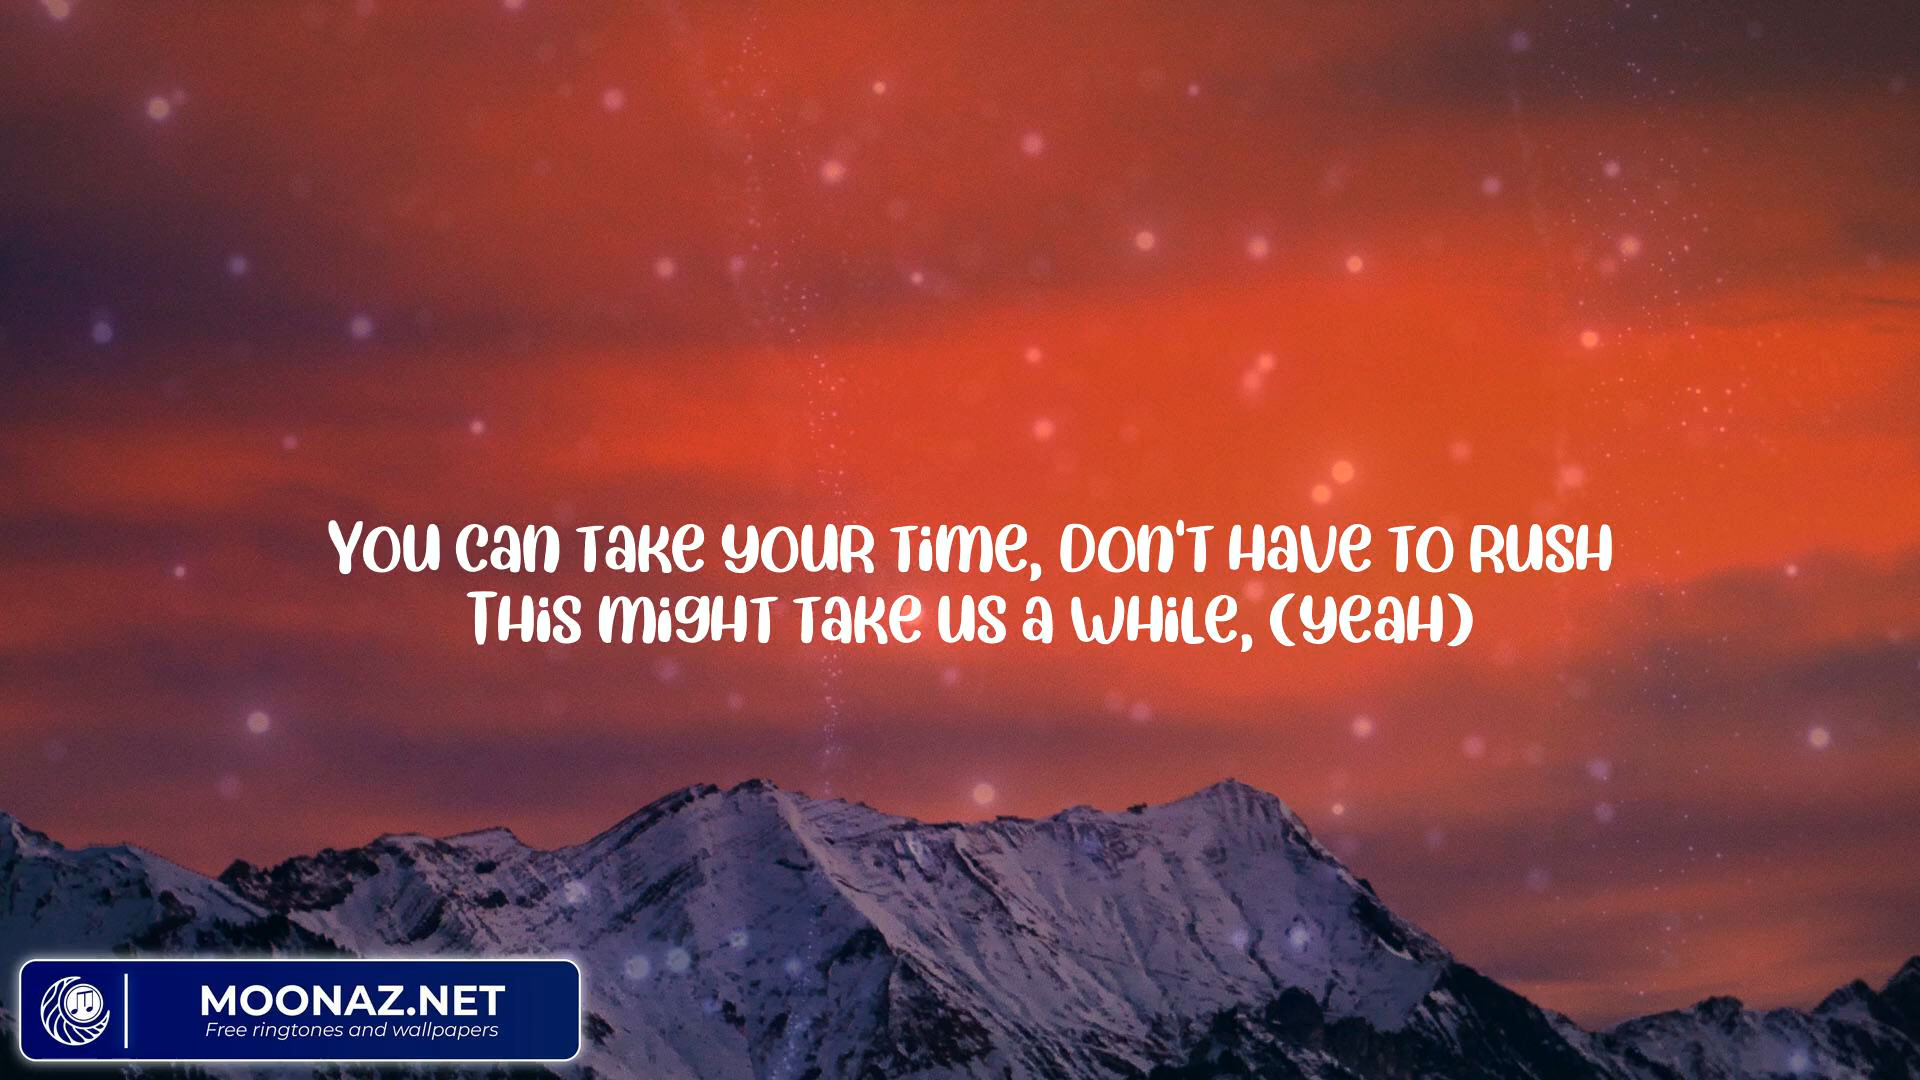 You can take your time, don't have to rush
This might take us a while, (yeah)
MOONAZ.NET
Free ringtones and wallpapers